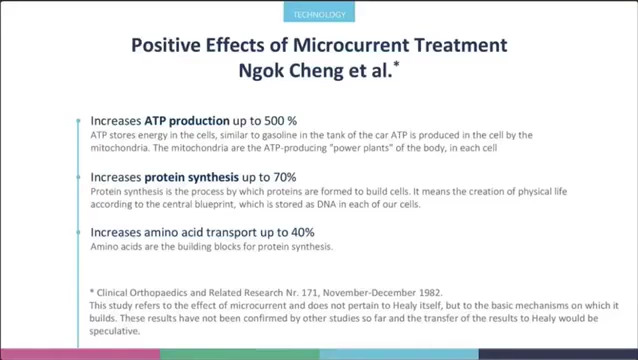 TECHNOLOGY
Positive Effects of Microcurrent Treatment
Ngok Cheng et al.*
Increases ATP production up to 500 %
ATP stores energy in the cells, similar to gasoline in the tank of the car ATP is produced in the cell by the
mitochondria. The mitochondria are the ATP-producing "power plants" of the body, in each cell
Increases protein synthesis up to 70%
Protein synthesis is the process by which proteins are formed to build cells. It means the creation of physical life
according to the central blueprint, which is stored as DNA in each of our cells.
Increases amino acid transport up to 40%
Amino acids are the building blocks for protein synthesis.
* Clinical Orthopaedics and Related Research Nr. 171, November-December 1982.
This study refers to the effect of microcurrent and does not pertain to Healy itself, but to the basic mechanisms on which it
builds. These results have not been confirmed by other studies so far and the transfer of the results to Healy would be
speculative.